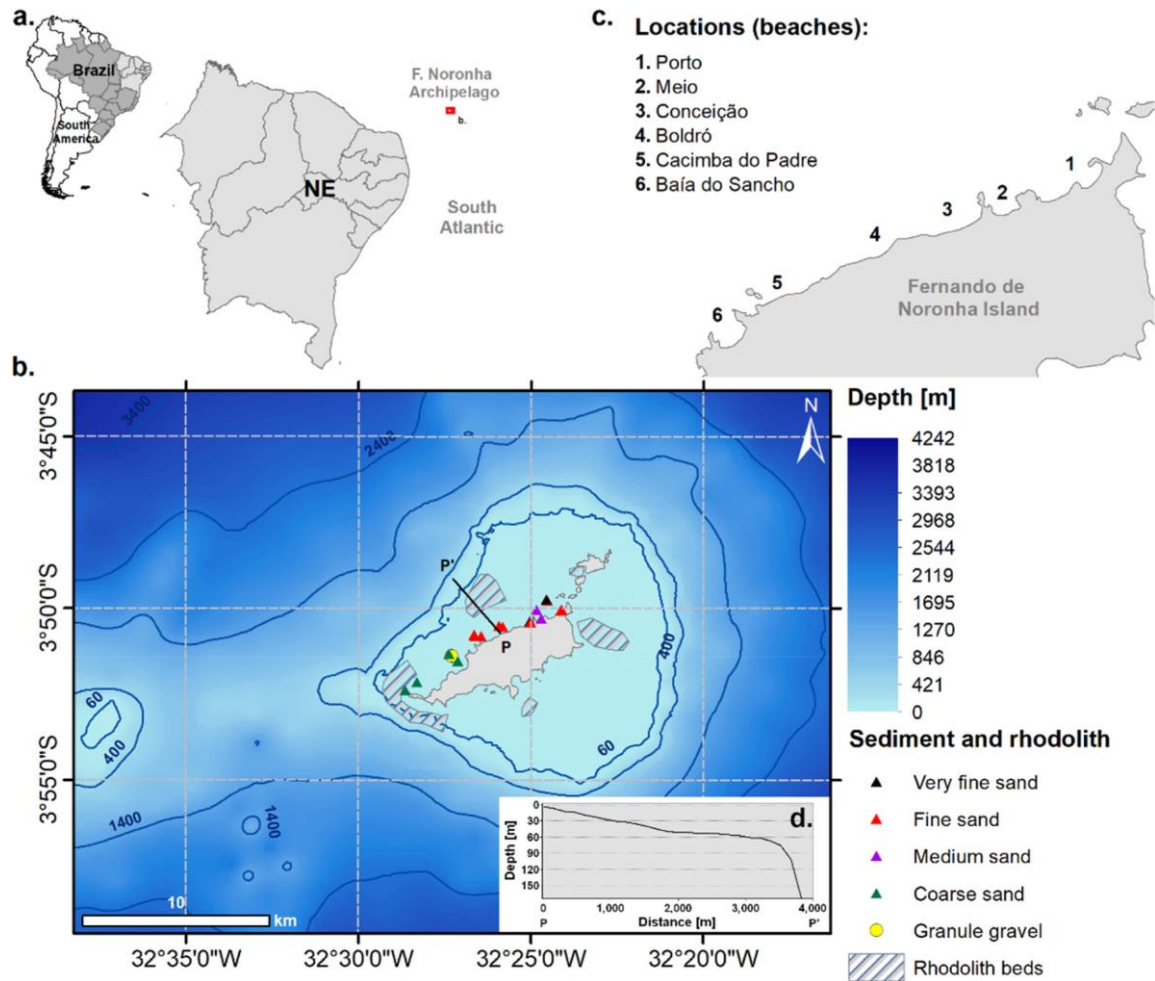 a.
Brazil
South
America
F. Noronha
Archipelago
b.
NE
South
Atlantic
c. Locations (beaches):
1. Porto
2. Meio
3. Conceição
4. Boldró
5. Cacimba do Padre
6. Baía do Sancho
1
2
3
4
5
6
Fernando de
Noronha Island
b.
3°45'0"S
3°50'0"S
3°55'0"S
3400
2400
N
P'
P
400
60
60
400
1400
1400
10
km
d.
Depth [m]
0
30
60
90
120
150
0 1,000 2,000 3,000 4,000
P Distance [m] P'
32°35'0"W 32°30'0"W 32°25'0"W 32°20'0"W
Depth [m]
4242
3818
3393
2968
2544
2119
1695
1270
846
421
0
Sediment and rhodolith
Very fine sand
Fine sand
Medium sand
Coarse sand
Granule gravel
Rhodolith beds